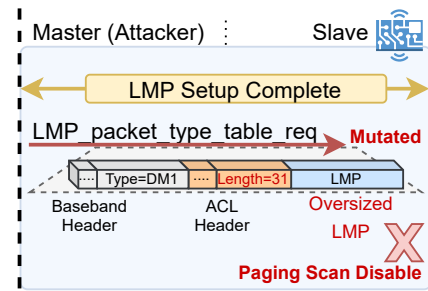 Master (Attacker)
Slave
LMP Setup Complete
LMP_packet_type_table_req
Mutated
.... Type=DM1 .... Length=31 LMP
Baseband Header
ACL Header
Oversized LMP
Paging Scan Disable